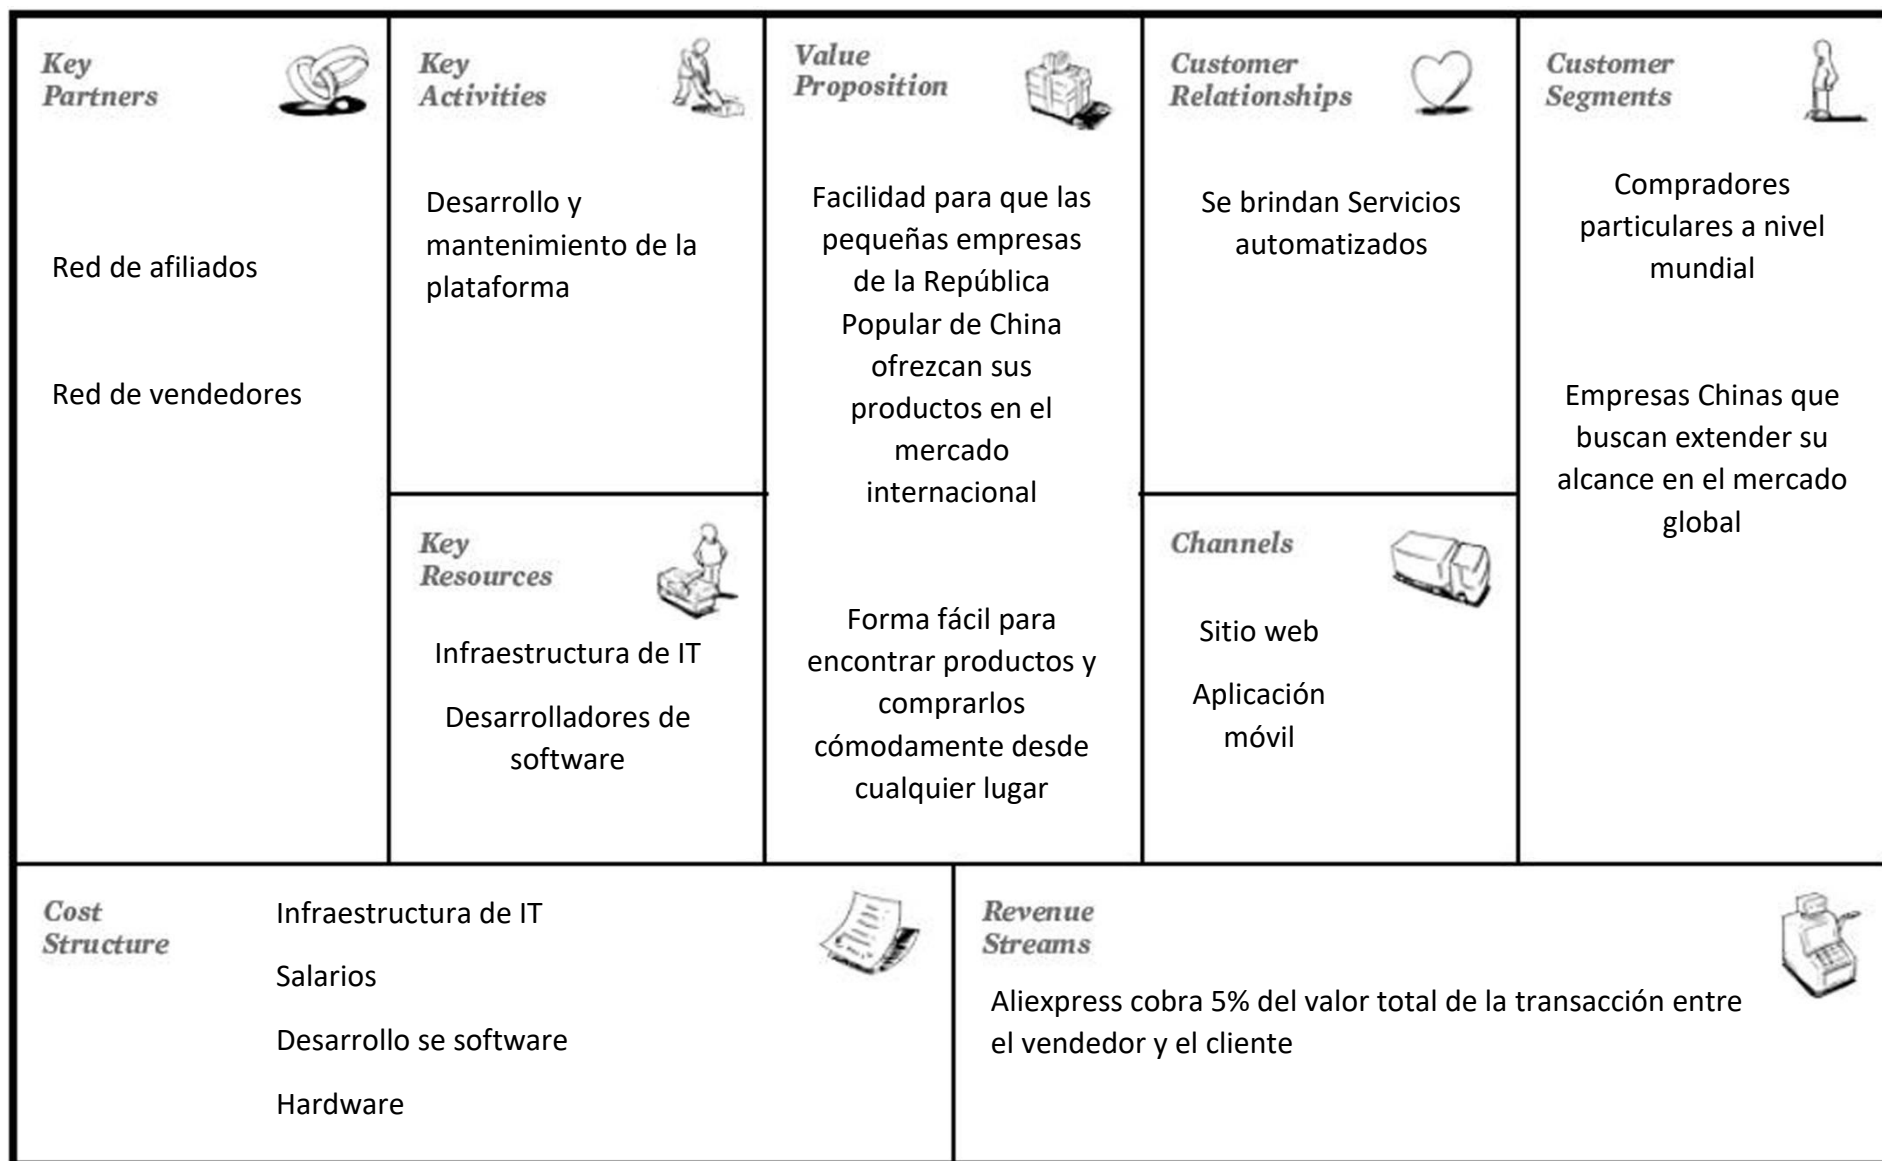 Key
Partners
Red de afiliados
Red de vendedores
Key
Activities
Desarrollo y
mantenimiento de la
plataforma
Key
Resources
Infraestructura de IT
Desarrolladores de
software
Value
Proposition
Facilidad para que las
pequeñas empresas
de la República
Popular de China
ofrezcan sus
productos en el
mercado
internacional
Forma fácil para
encontrar productos y
comprarlos
cómodamente desde
cualquier lugar
Customer
Relationships
Se brindan Servicios
automatizados
Channels
Sitio web
Aplicación
móvil
Customer
Segments
Compradores
particulares a nivel
mundial
Empresas Chinas que
buscan extender su
alcance en el mercado
global
Cost
Structure
Infraestructura de IT
Salarios
Desarrollo se software
Hardware
Revenue
Streams
Aliexpress cobra 5% del valor total de la transacción entre
el vendedor y el cliente